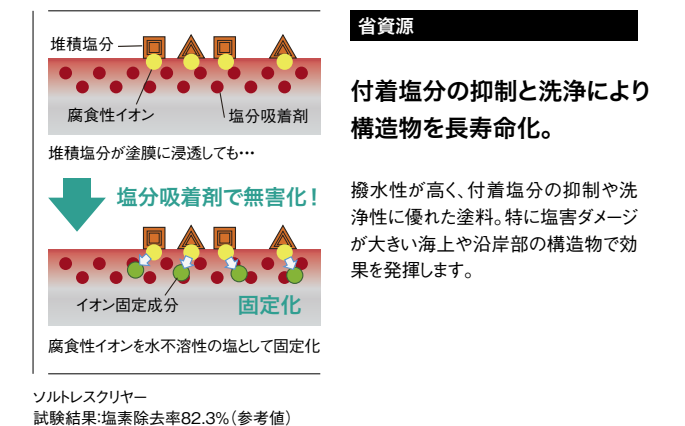 堆積塩分
腐食性イオン
塩分吸着剤
堆積塩分が塗膜に浸透しても…
塩分吸着剤で無害化！
イオン固定成分
固定化
腐食性イオンを水不溶性の塩として固定化
ソルトレスクリヤー
試験結果：塩素除去率82.3％（参考値）
省資源
付着塩分の抑制と洗浄により
構造物を長寿命化。
撥水性が高く、付着塩分の抑制や洗
浄性に優れた塗料。特に塩害ダメージ
が大きい海上や沿岸部の構造物で効
果を発揮します。